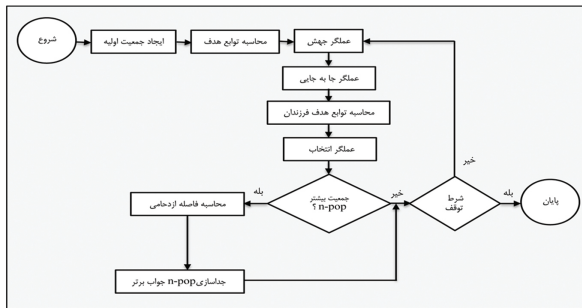 شروع
ایجاد جمعیت اولیه
محاسبه توابع هدف
عملگر جهش
عملگر جا به جایی
محاسبه توابع هدف فرزندان
عملگر انتخاب
جمعیت بیشتر
n-pop ؟
بله
خیر
محاسبه فاصله ازدحامی
جداسازی n-pop جواب برتر
شرط
توقف
خیر
بله
پایان